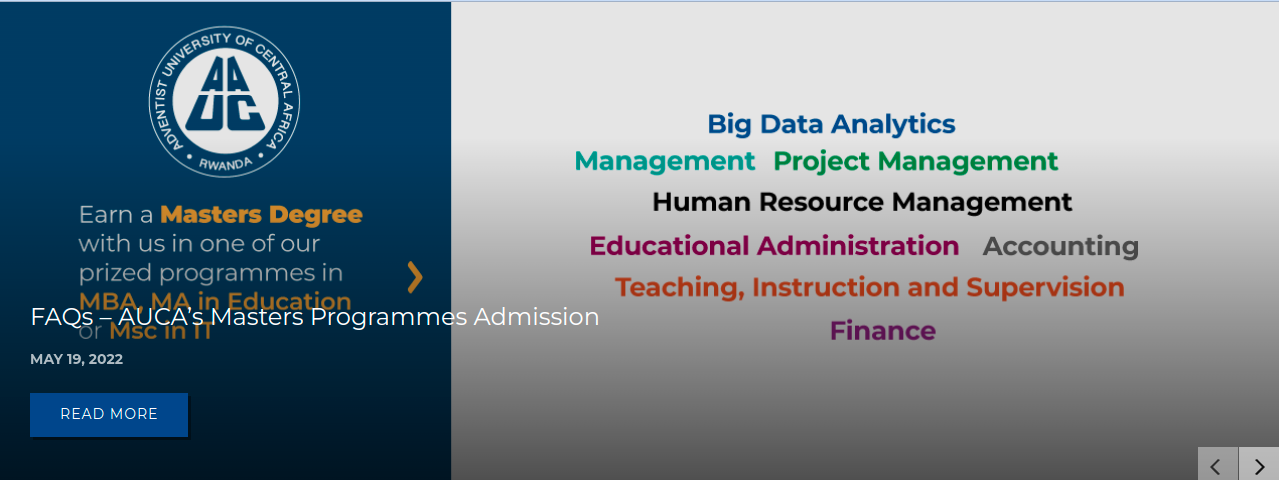 ADVENTIST UNIVERSITY OF CENTRAL AFRICA
AA
UC
• RWANDA •
Earn a Masters Degree
with us in one of our
prized programmes in
MBA, MA in Education
or Msc in IT
FAQs – AUCA’s Masters Programmes Admission
MAY 19, 2022
READ MORE
Big Data Analytics
Management Project Management
Human Resource Management
Educational Administration Accounting
Teaching, Instruction and Supervision
Finance